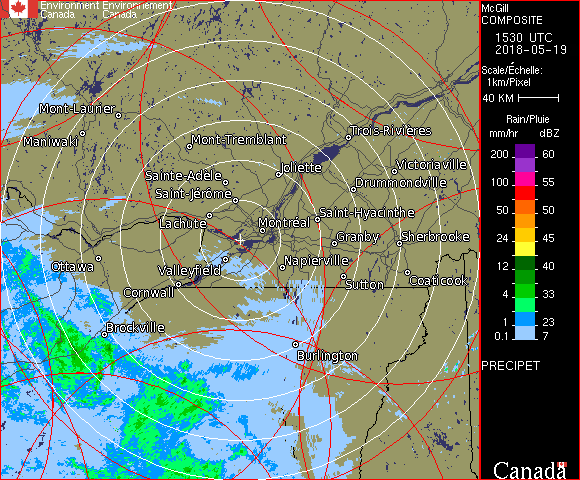 Environment Environnement
Canada Canada
McGill
COMPOSITE
1530 UTC
2018-05-19
Scale/Échelle:
1km/Pixel
40 KM
Rain/Pluie
mm/hr dBZ
200 60
100 55
50 50
24 45
12 40
4 33
1 23
0.1 7
PRECIPET
Canada
Mont-Laurier
Maniwaki
Mont-Tremblant
Trois-Rivières
Joliette
Victoriaville
Sainte-Adèle
Drummondville
Saint-Jérôme
Saint-Hyacinthe
Lachute
Montréal
Granby
Sherbrooke
Ottawa
Valleyfield
Napierville
Cornwall
Sutton
Coaticook
Brockville
Burlington